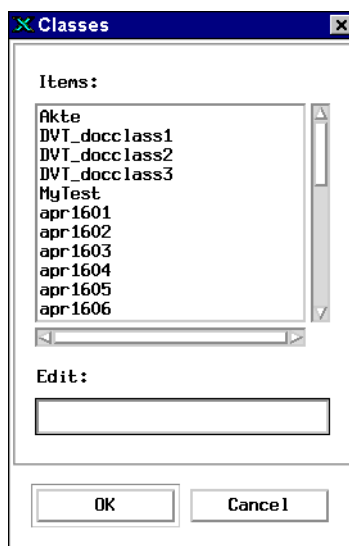 Classes
Items:
Akte
DVT_docclass1
DVT_docclass2
DVT_docclass3
MyTest
apr1601
apr1602
apr1603
apr1604
apr1605
apr1606
Edit:
OK
Cancel